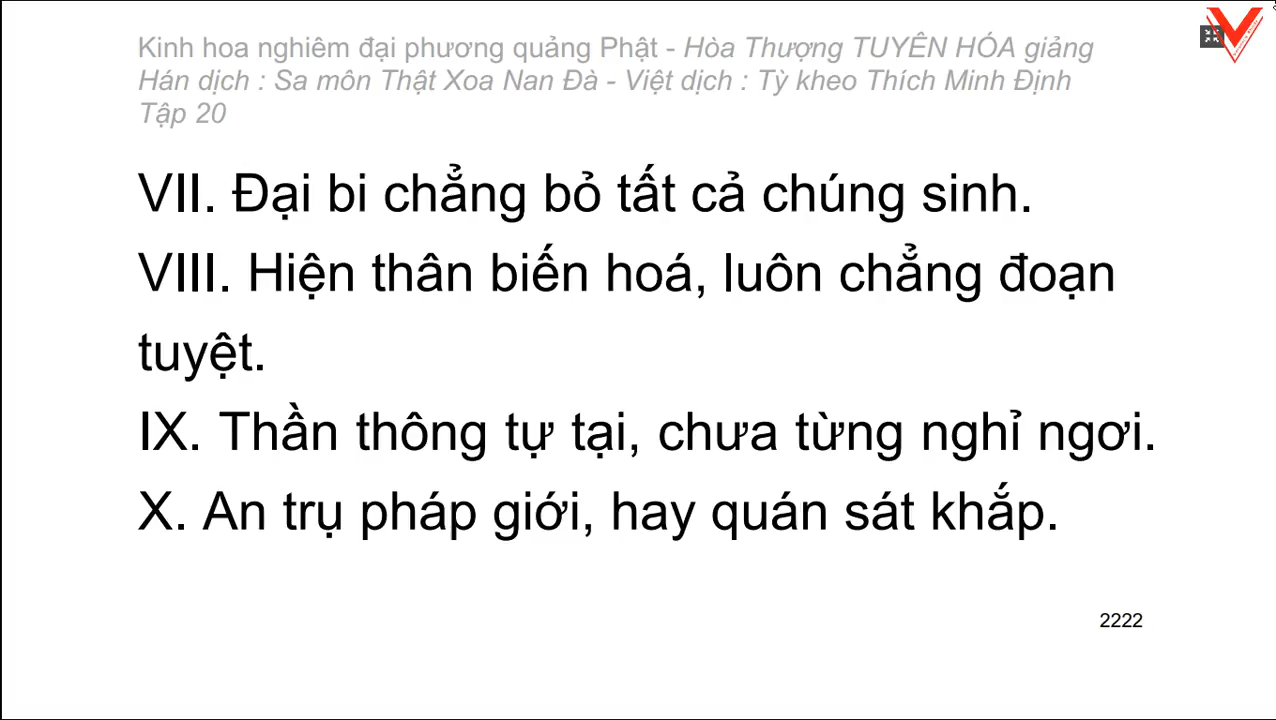 Kinh hoa nghiêm đại phương quảng Phật - Hòa Thượng TUYÊN HÓA giảng
Hán dịch : Sa môn Thật Xoa Nan Đà - Việt dịch : Tỳ kheo Thích Minh Định
Tập 20
VII. Đại bi chẳng bỏ tất cả chúng sinh.
VIII. Hiện thân biến hoá, luôn chẳng đoạn
tuyệt.
IX. Thần thông tự tại, chưa từng nghỉ ngơi.
X. An trụ pháp giới, hay quán sát khắp.
2222